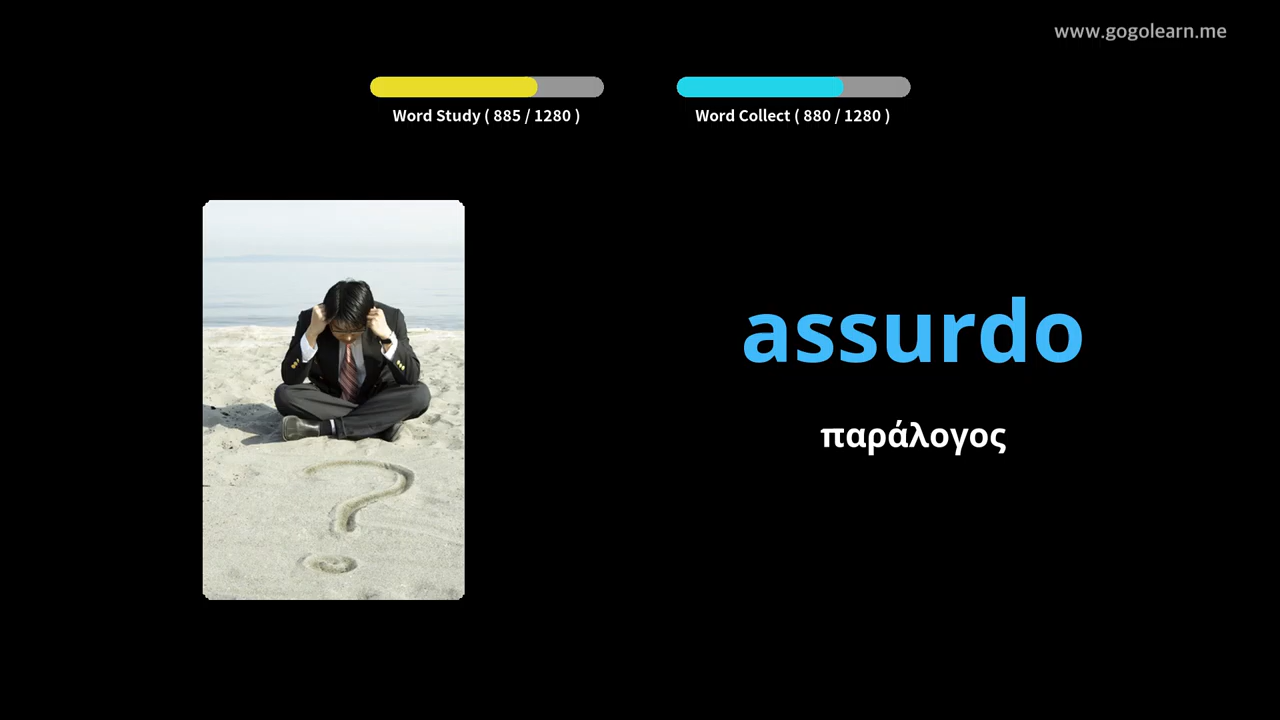 www.gogolearn.me
Word Study ( 885 / 1280 )
Word Collect ( 880 / 1280 )
assurdo
παράλογος
?